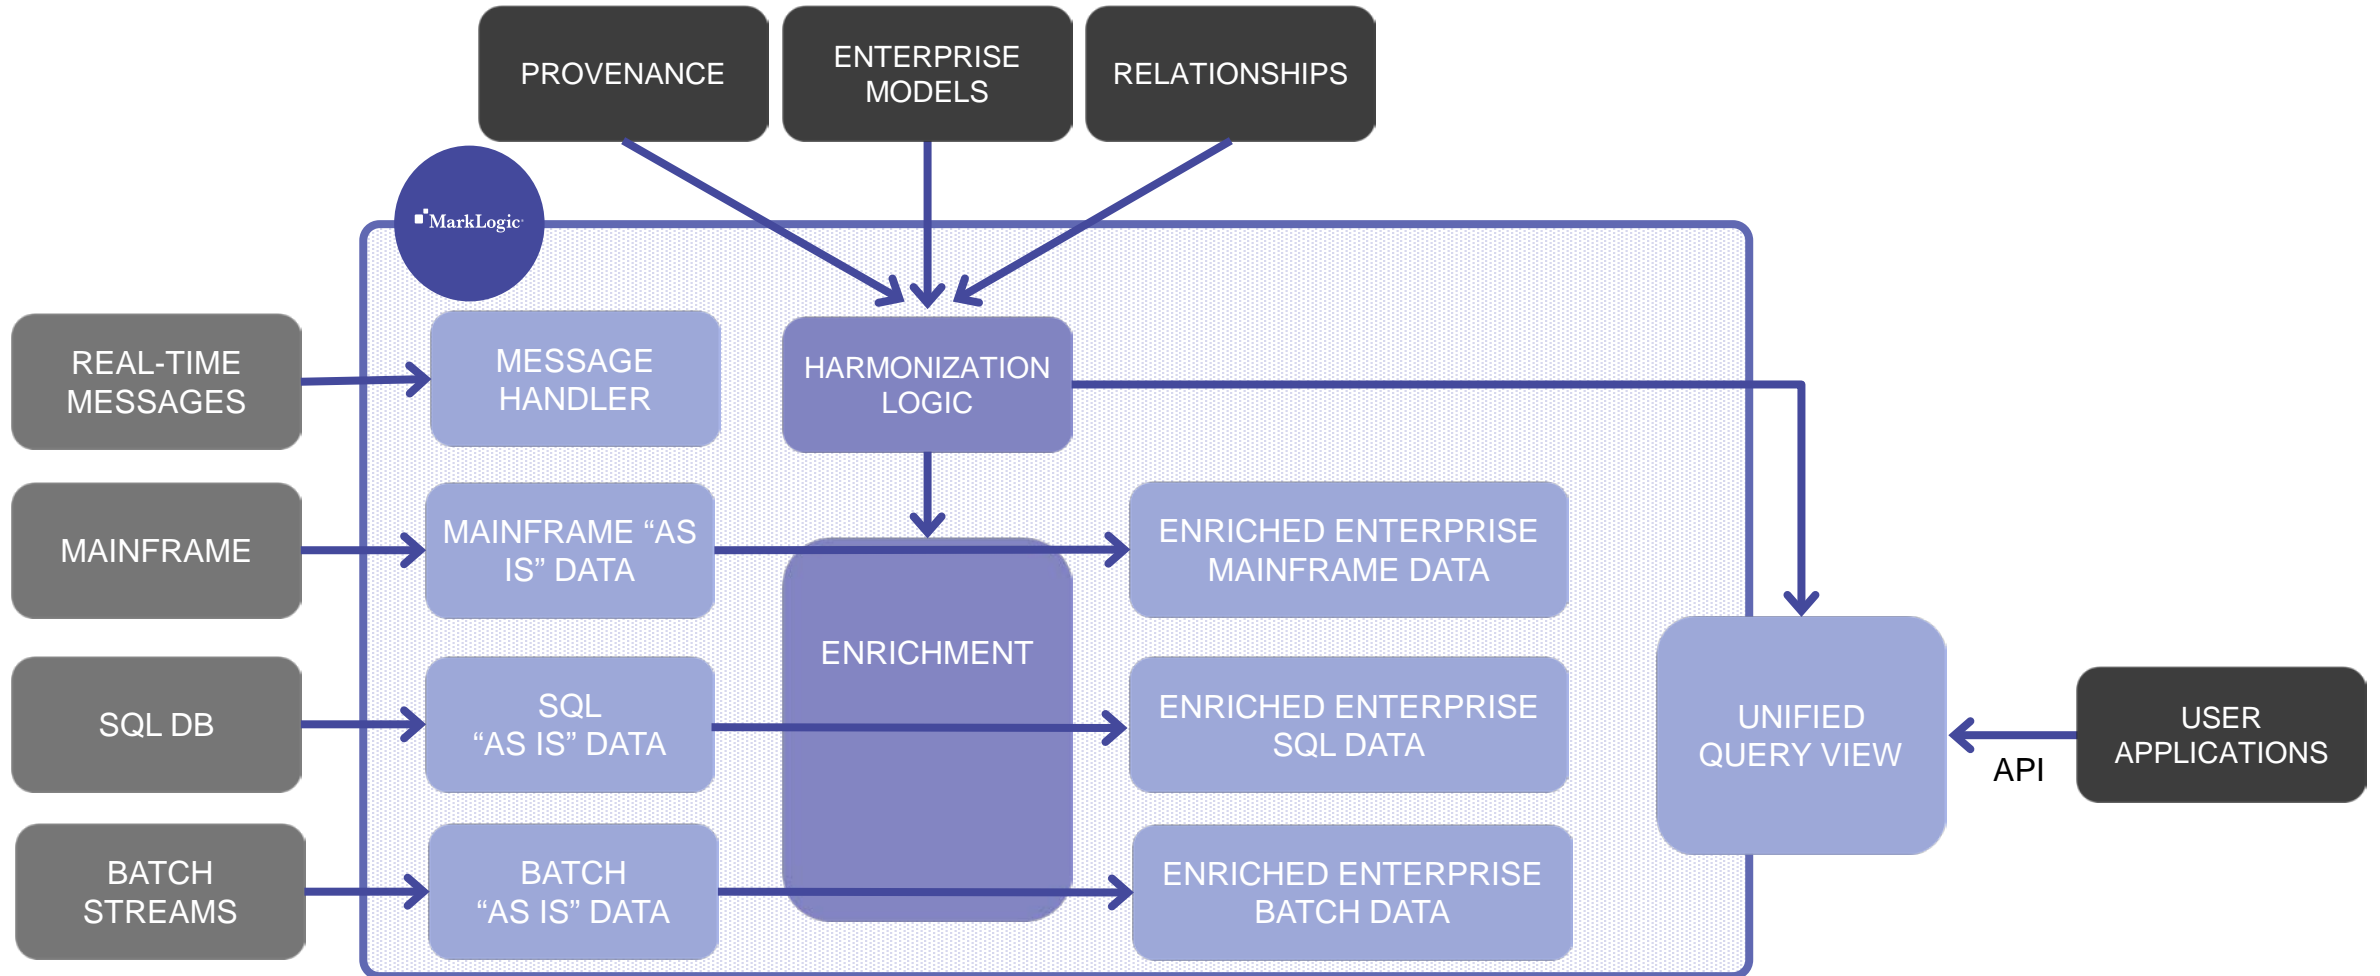 PROVENANCE
ENTERPRISE
MODELS
RELATIONSHIPS
MarkLogic
REAL-TIME
MESSAGES
MESSAGE
HANDLER
HARMONIZATION
LOGIC
MAINFRAME
MAINFRAME “AS
IS” DATA
ENRICHED ENTERPRISE
MAINFRAME DATA
ENRICHMENT
SQL DB
SQL
“AS IS” DATA
ENRICHED ENTERPRISE
SQL DATA
UNIFIED
QUERY VIEW
API
USER
APPLICATIONS
BATCH
STREAMS
BATCH
“AS IS” DATA
ENRICHED ENTERPRISE
BATCH DATA